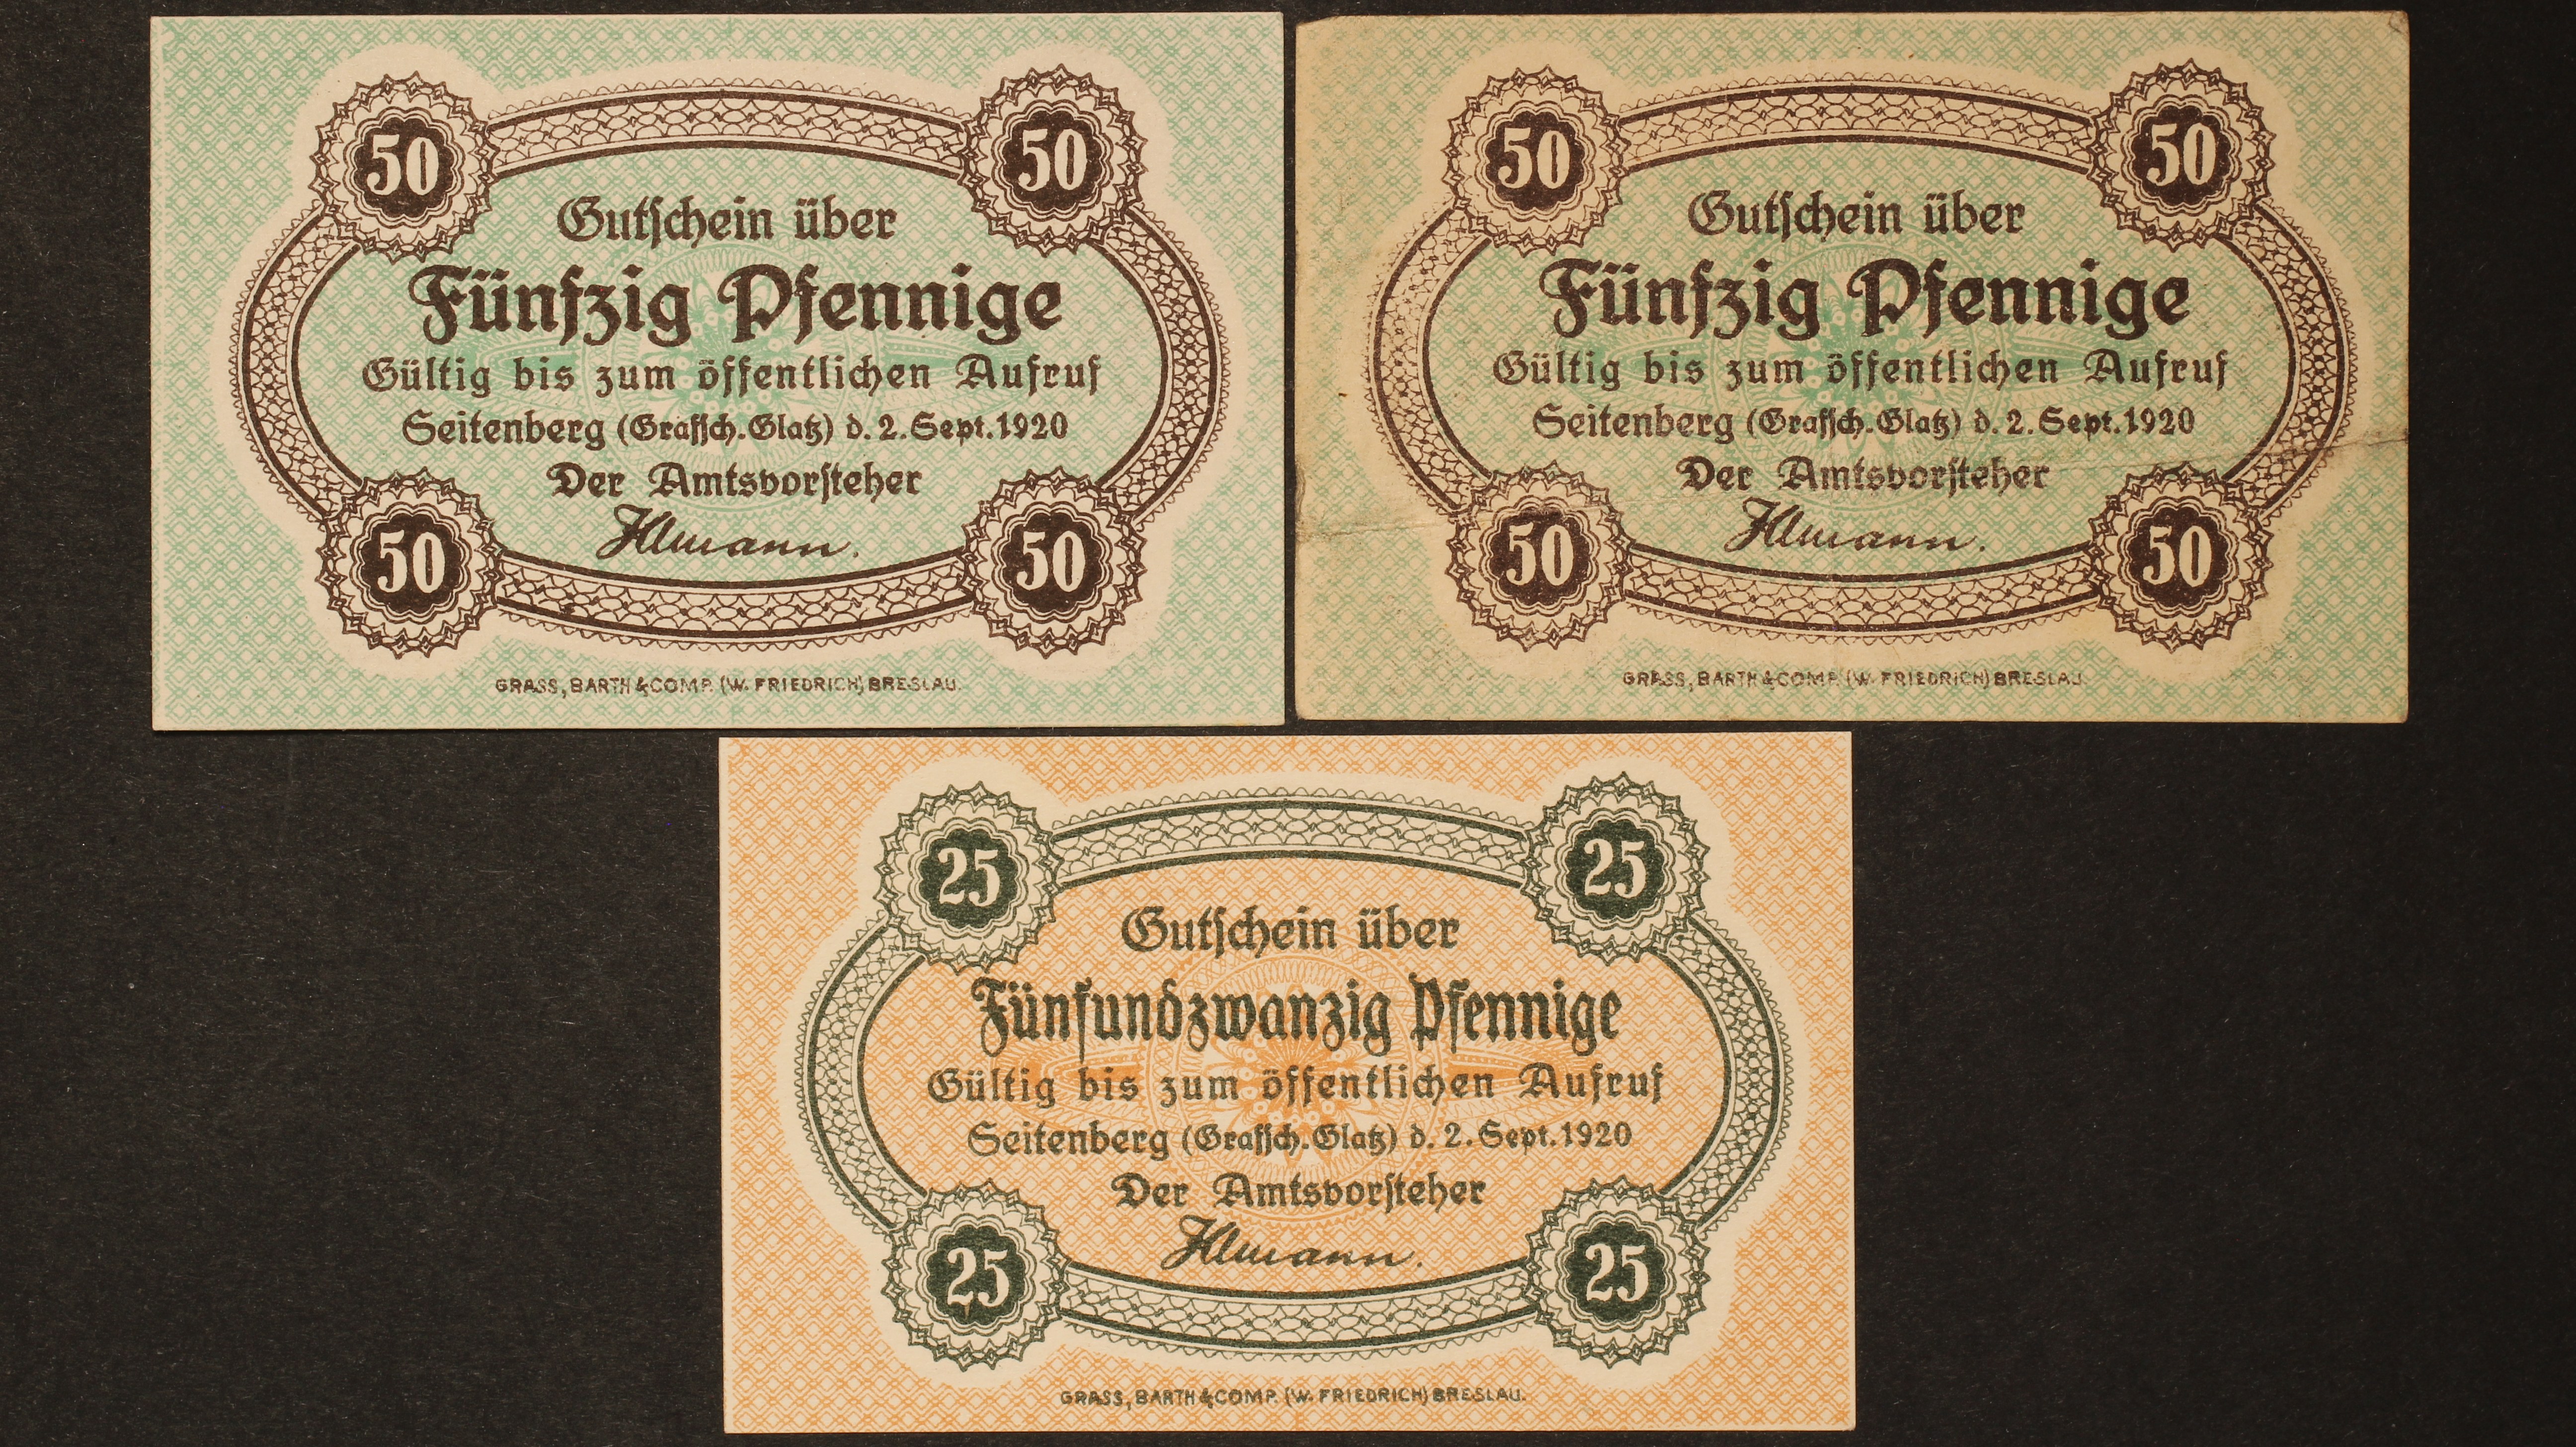 50 50
Gutschein über
Fünfzig Pfennige
Gültig bis zum öffentlichen Aufruf
Seitenberg (Grafsch. Glatz) d. 2. Sept. 1920
Der Amtsvorsteher
50 50
GRASS, BARTH & COMP. (W. FRIEDRICH) BRESLAU.
50 50
Gutschein über
Fünfzig Pfennige
Gültig bis zum öffentlichen Aufruf
Seitenberg (Grafsch. Glatz) d. 2. Sept. 1920
Der Amtsvorsteher
50 50
GRASS, BARTH & COMP. (W. FRIEDRICH) BRESLAU.
25 25
Gutschein über
Fünfundzwanzig Pfennige
Gültig bis zum öffentlichen Aufruf
Seitenberg (Grafsch. Glatz) d. 2. Sept. 1920
Der Amtsvorsteher
25 25
GRASS, BARTH & COMP. (W. FRIEDRICH) BRESLAU.